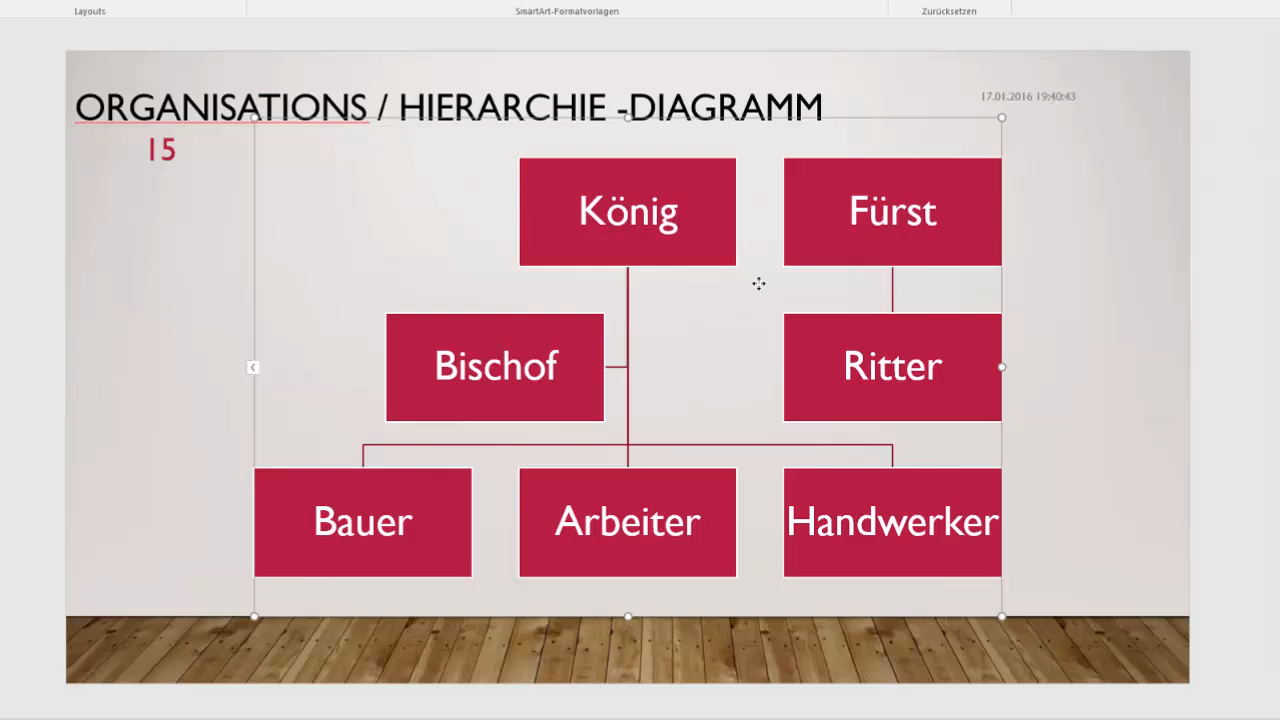 Layouts
SmartArt-Formatvorlagen
Zurücksetzen
ORGANISATIONS / HIERARCHIE -DIAGRAMM
17.01.2016 19:40:43
15
König
Fürst
Bischof
Ritter
Bauer
Arbeiter
Handwerker